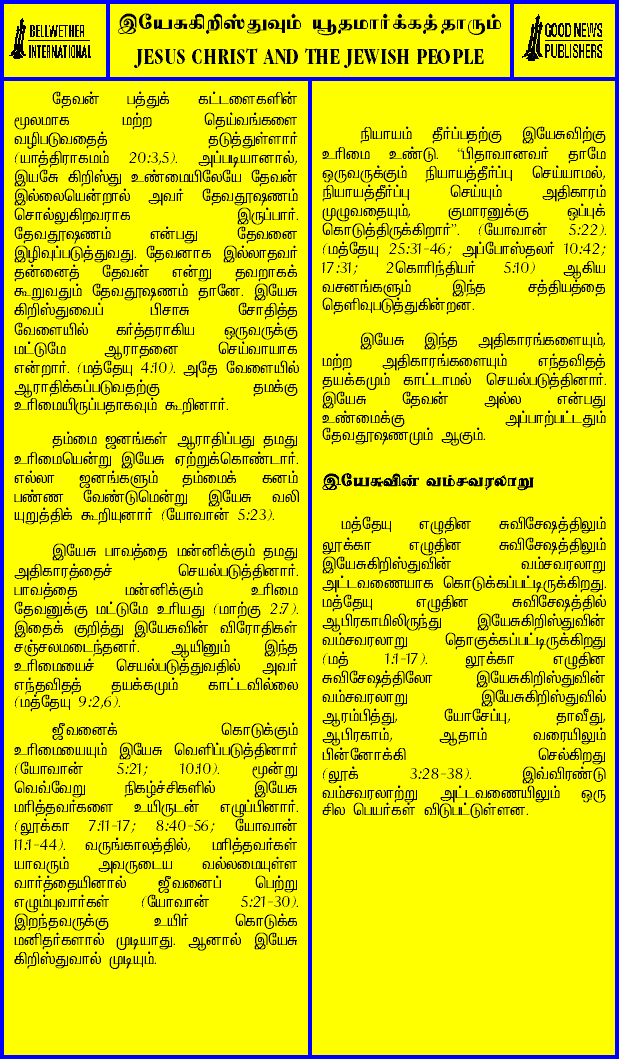 BELLWETHER
INTERNATIONAL
இயேசுகிறிஸ்துவும் யூதமார்க்கத்தாரும்
JESUS CHRIST AND THE JEWISH PEOPLE
GOOD NEWS
PUBLISHERS
தேவன் பத்துக் கட்டளைகளின்
மூலமாக மற்ற தெய்வங்களை
வழிபடுவதைத் தடுத்துள்ளார்
(யாத்திராகமம் 20:3,5). அப்படியானால்,
இயசேு கிறிஸ்து உண்மையிலேயே தேவன்
இல்லையென்றால் அவர் தேவதூஷணம்
சொல்லுகிறவராக இருப்பார்.
தேவதூஷணம் என்பது தேவனை
இழிவுப்படுத்துவது. தேவனாக இல்லாதவர்
தன்னைத் தேவன் என்று தவறாகக்
கூறுவதும் தேவதூஷணம் தானே. இயேசு
கிறிஸ்துவைப் பிசாசு சோதித்த
வேளையில் கர்த்தராகிய ஒருவருக்கு
மட்டுமே ஆராதனை செய்வாயாக
என்றார். (மத்தேயு 4:10). அதே வேளையில்
ஆராதிக்கப்படுவதற்கு தமக்கு
உரிமையிருப்பதாகவும் கூறினார்.
தம்மை ஜனங்கள் ஆராதிப்பது தமது
உரிமையென்று இயேசு ஏற்றுக்கொண்டார்.
எல்லா ஜனங்களும் தம்மைக் கனம்
பண்ண வேண்டுமென்று இயேசு வலி
யுறுத்திக் கூறியுனார் (யோவான் 5:23).
இயேசு பாவத்தை மன்னிக்கும் தமது
அதிகாரத்தைச் செயல்படுத்தினார்.
பாவத்தை மன்னிக்கும் உரிமை
தேவனுக்கு மட்டுமே உரியது (மாற்கு 2:7).
இதைக் குறித்து இயேசுவின் விரோதிகள்
சஞ்சலமடைந்தனர். ஆயினும் இந்த
உரிமையைச் செயல்படுத்துவதில் அவர்
எந்தவிதத் தயக்கமும் காட்டவில்லை
(மத்தேயு 9:2,6).
ஜீவனைக் கொடுக்கும்
உரிமையையும் இயேசு வெளிப்படுத்தினார்
(யோவான் 5:21; 10:10). மூன்று
வெவ்வேறு நிகழ்ச்சிகளில் இயேசு
மரித்தவர்களை உயிருடன் எழுப்பினார்.
(லூக்கா 7:11-17; 8:40-56; யோவான்
11:1-44). வருங்காலத்தில், மரித்தவர்கள்
யாவரும் அவருடைய வல்லமையுள்ள
வார்த்தையினால் ஜீவனைப் பெற்று
எழும்புவார்கள் (யோவான் 5:21-30).
இறந்தவருக்கு உயிர் கொடுக்க
மனிதர்களால் முடியாது. ஆனால் இயேசு
கிறிஸ்துவால் முடியும்.
நியாயம் தீர்ப்பதற்கு இயேசுவிற்கு
உரிமை உண்டு. “பிதாவானவர் தாமே
ஒருவருக்கும் நியாயத்தீர்ப்பு செய்யாமல்,
நியாயத்தீர்ப்பு செய்யும் அதிகாரம்
முழுவதையும், குமாரனுக்கு ஒப்புக்
கொடுத்திருக்கிறார்”. (யோவான் 5:22).
(மத்தேயு 25:31-46; அப்போஸ்தலர் 10:42;
17:31; 2கொரிந்தியர் 5:10) ஆகிய
வசனங்களும் இந்த சத்தியத்தை
தெளிவுபடுத்துகின்றன.
இயேசு இந்த அதிகாரங்களையும்,
மற்ற அதிகாரங்களையும் எந்தவிதத்
தயக்கமும் காட்டாமல் செயல்படுத்தினார்.
இயேசு தேவன் அல்ல என்பது
உண்மைக்கு அப்பாற்பட்டதும்
தேவதூஷணமும் ஆகும்.
இயேசுவின் வம்சவரலாறு
மத்தேயு எழுதின சுவிசேஷத்திலும்
லூக்கா எழுதின சுவிசேஷத்திலும்
இயேசுகிறிஸ்துவின் வம்சவரலாறு
அட்டவணையாக கொடுக்கப்பட்டிருக்கிறது.
மத்தேயு எழுதின சுவிசேஷத்தில்
ஆபிரகாமிலிருந்து இயேசுகிறிஸ்துவின்
வம்சவரலாறு தொகுக்கப்பட்டிருக்கிறது
(மத் 1:1-17). லூக்கா எழுதின
சுவிசேஷத்திலோ இயேசுகிறிஸ்துவின்
வம்சவரலாறு இயேசுகிறிஸ்துவில்
ஆரம்பித்து, யோசேப்பு, தாவீது,
ஆபிரகாம், ஆதாம் வரையிலும்
பின்னோக்கி செல்கிறது
(லூக் 3:28-38). இவ்விரண்டு
வம்சவரலாற்று அட்டவணையிலும் ஒரு
சில பெயர்கள் விடுபட்டுள்ளன.